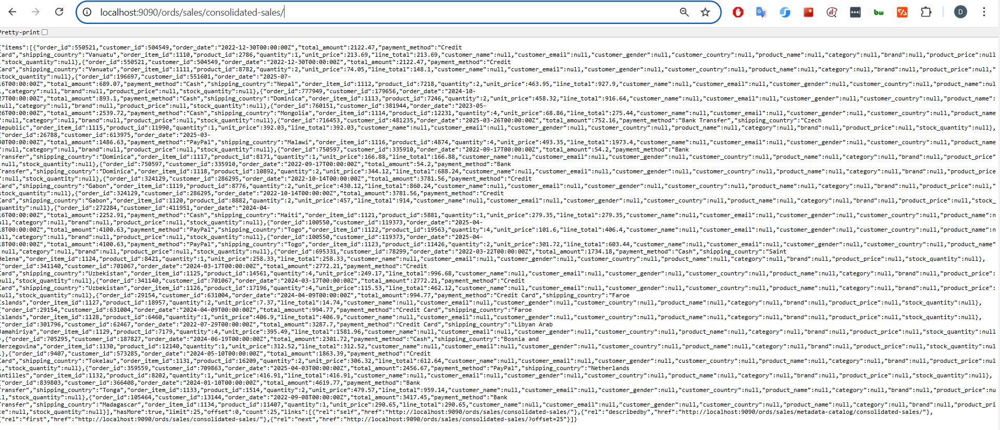 localhost:9090/ords/sales/consolidated-sales/
D
Pretty-print
{"items":[{"order_id":550521,"customer_id":504549,"order_date":"2022-12-30T00:00:00Z","total_amount":2122.47,"payment_method":"Credit
Card","shipping_country":"Vanuatu","order_item_id":1110,"product_id":2786,"quantity":1,"unit_price":213.69,"line_total":213.69,"customer_name":null,"customer_email":null,"customer_gender":null,"customer_country":null,"product_name":null,"category":null,"brand":null,"product_price":null
"stock_quantity":null},{"order_id":550521,"customer_id":504549,"order_date":"2022-12-30T00:00:00Z","total_amount":2122.47,"payment_method":"Credit
Card","shipping_country":"Vanuatu","order_item_id":1111,"product_id":8782,"quantity":2,"unit_price":74.05,"line_total":148.1,"customer_name":null,"customer_email":null,"customer_gender":null,"customer_country":null,"product_name":null,"category":null,"brand":null,"product_price":null,"
stock_quantity":null},{"order_id":196697,"customer_id":551601,"order_date":"2025-07-
16T00:00:00Z","total_amount":689.07,"payment_method":"Cash","shipping_country":"Nepal","order_item_id":1112,"product_id":7218,"quantity":2,"unit_price":463.95,"line_total":927.9,"customer_name":null,"customer_email":null,"customer_gender":null,"customer_country":null,"product_name":nul
l,"category":null,"brand":null,"product_price":null,"stock_quantity":null},{"order_id":777949,"customer_id":179656,"order_date":"2024-10-
27T00:00:00Z","total_amount":893.1,"payment_method":"Cash","shipping_country":"Dominica","order_item_id":1113,"product_id":7246,"quantity":2,"unit_price":458.32,"line_total":916.64,"customer_name":null,"customer_email":null,"customer_gender":null,"customer_country":null,"product_name":
null,"category":null,"brand":null,"product_price":null,"stock_quantity":null},{"order_id":760151,"customer_id":381944,"order_date":"2023-05-
26T00:00:00Z","total_amount":2539.72,"payment_method":"Cash","shipping_country":"Mongolia","order_item_id":1114,"product_id":12231,"quantity":4,"unit_price":68.86,"line_total":275.44,"customer_name":null,"customer_email":null,"customer_gender":null,"customer_country":null,"product_name
":null,"category":null,"brand":null,"product_price":null,"stock_quantity":null},{"order_id":716453,"customer_id":481235,"order_date":"2025-03-26T00:00:00Z","total_amount":752.16,"payment_method":"Bank Transfer","shipping_country":"Czech
Republic","order_item_id":1115,"product_id":11990,"quantity":1,"unit_price":392.03,"line_total":392.03,"customer_name":null,"customer_email":null,"customer_gender":null,"customer_country":null,"product_name":null,"category":null,"brand":null,"product_price":null,"stock_quantity":null},
{"order_id":26788,"customer_id":613975,"order_date":"2025-03-
30T00:00:00Z","total_amount":1486.63,"payment_method":"PayPal","shipping_country":"Malawi","order_item_id":1116,"product_id":4874,"quantity":4,"unit_price":493.35,"line_total":1973.4,"customer_name":null,"customer_email":null,"customer_gender":null,"customer_country":null,"product_name
":null,"category":null,"brand":null,"product_price":null,"stock_quantity":null},{"order_id":750597,"customer_id":335910,"order_date":"2022-09-17T00:00:00Z","total_amount":54.2,"payment_method":"Bank
Transfer","shipping_country":"Dominica","order_item_id":1117,"product_id":8171,"quantity":1,"unit_price":166.88,"line_total":166.88,"customer_name":null,"customer_email":null,"customer_gender":null,"customer_country":null,"product_name":null,"category":null,"brand":null,"product_price"
:null,"stock_quantity":null},{"order_id":750597,"customer_id":335910,"order_date":"2022-09-17T00:00:00Z","total_amount":54.2,"payment_method":"Bank
Transfer","shipping_country":"Dominica","order_item_id":1118,"product_id":10892,"quantity":2,"unit_price":344.12,"line_total":688.24,"customer_name":null,"customer_email":null,"customer_gender":null,"customer_country":null,"product_name":null,"category":null,"brand":null,"product_price
":null,"stock_quantity":null},{"order_id":324129,"customer_id":286295,"order_date":"2022-10-14T00:00:00Z","total_amount":3781.56,"payment_method":"Credit
Card","shipping_country":"Gabon","order_item_id":1119,"product_id":8776,"quantity":2,"unit_price":430.12,"line_total":860.24,"customer_name":null,"customer_email":null,"customer_gender":null,"customer_country":null,"product_name":null,"category":null,"brand":null,"product_price":null,"
stock_quantity":null},{"order_id":324129,"customer_id":286295,"order_date":"2022-10-14T00:00:00Z","total_amount":3781.56,"payment_method":"Credit
Card","shipping_country":"Gabon","order_item_id":1120,"product_id":8882,"quantity":2,"unit_price":457,"line_total":914,"customer_name":null,"customer_email":null,"customer_gender":null,"customer_country":null,"product_name":null,"category":null,"brand":null,"product_price":null,"stock_
quantity":null},{"order_id":272284,"customer_id":411951,"order_date":"2024-04-
16T00:00:00Z","total_amount":2252.91,"payment_method":"Cash","shipping_country":"Haiti","order_item_id":1121,"product_id":5881,"quantity":1,"unit_price":279.35,"line_total":279.35,"customer_name":null,"customer_email":null,"customer_gender":null,"customer_country":null,"product_name":n
ull,"category":null,"brand":null,"product_price":null,"stock_quantity":null},{"order_id":100550,"customer_id":119373,"order_date":"2025-04-
18T00:00:00Z","total_amount":4100.63,"payment_method":"PayPal","shipping_country":"Togo","order_item_id":1122,"product_id":19563,"quantity":4,"unit_price":101.6,"line_total":406.4,"customer_name":null,"customer_email":null,"customer_gender":null,"customer_country":null,"product_name":n
ull,"category":null,"brand":null,"product_price":null,"stock_quantity":null},{"order_id":100550,"customer_id":119373,"order_date":"2025-04-
18T00:00:00Z","total_amount":4100.63,"payment_method":"PayPal","shipping_country":"Togo","order_item_id":1123,"product_id":11426,"quantity":2,"unit_price":301.72,"line_total":603.44,"customer_name":null,"customer_email":null,"customer_gender":null,"customer_country":null,"product_name"
:null,"category":null,"brand":null,"product_price":null,"stock_quantity":null},{"order_id":695331,"customer_id":78299,"order_date":"2022-03-22T00:00:00Z","total_amount":1734.18,"payment_method":"Cash","shipping_country":"Saint
Helena","order_item_id":1124,"product_id":8421,"quantity":1,"unit_price":258.33,"line_total":258.33,"customer_name":null,"customer_email":null,"customer_gender":null,"customer_country":null,"product_name":null,"category":null,"brand":null,"product_price":null,"stock_quantity":null},
{"order_id":341140,"customer_id":701067,"order_date":"2024-03-17T00:00:00Z","total_amount":2772.21,"payment_method":"Credit
Card","shipping_country":"Uzbekistan","order_item_id":1125,"product_id":14561,"quantity":4,"unit_price":249.17,"line_total":996.68,"customer_name":null,"customer_email":null,"customer_gender":null,"customer_country":null,"product_name":null,"category":null,"brand":null,"product_price":
null,"stock_quantity":null},{"order_id":341140,"customer_id":701067,"order_date":"2024-03-17T00:00:00Z","total_amount":2772.21,"payment_method":"Credit
Card","shipping_country":"Uzbekistan","order_item_id":1126,"product_id":17196,"quantity":4,"unit_price":115.53,"line_total":462.12,"customer_name":null,"customer_email":null,"customer_gender":null,"customer_country":null,"product_name":null,"category":null,"brand":null,"product_price":
null,"stock_quantity":null},{"order_id":29154,"customer_id":631004,"order_date":"2024-04-09T00:00:00Z","total_amount":994.77,"payment_method":"Credit Card","shipping_country":"Faroe
Islands","order_item_id":1127,"product_id":18957,"quantity":2,"unit_price":7.37,"line_total":14.74,"customer_name":null,"customer_email":null,"customer_gender":null,"customer_country":null,"product_name":null,"category":null,"brand":null,"product_price":null,"stock_quantity":null},
{"order_id":29154,"customer_id":631004,"order_date":"2024-04-09T00:00:00Z","total_amount":994.77,"payment_method":"Credit Card","shipping_country":"Faroe
Islands","order_item_id":1128,"product_id":6460,"quantity":1,"unit_price":406.9,"line_total":406.9,"customer_name":null,"customer_email":null,"customer_gender":null,"customer_country":null,"product_name":null,"category":null,"brand":null,"product_price":null,"stock_quantity":null},
{"order_id":301796,"customer_id":62467,"order_date":"2022-07-29T00:00:00Z","total_amount":3287.7,"payment_method":"Credit Card","shipping_country":"Libyan Arab
Jamahiriya","order_item_id":1129,"product_id":7179,"quantity":4,"unit_price":395.49,"line_total":1581.96,"customer_name":null,"customer_email":null,"customer_gender":null,"customer_country":null,"product_name":null,"category":null,"brand":null,"product_price":null,"stock_quantity":null
},{"order_id":705295,"customer_id":187827,"order_date":"2024-06-19T00:00:00Z","total_amount":2301.72,"payment_method":"Cash","shipping_country":"Bosnia and
Herzegovina","order_item_id":1130,"product_id":12140,"quantity":1,"unit_price":312.52,"line_total":312.52,"customer_name":null,"customer_email":null,"customer_gender":null,"customer_country":null,"product_name":null,"category":null,"brand":null,"product_price":null,"stock_quantity":nul
l},{"order_id":9407,"customer_id":573285,"order_date":"2024-05-10T00:00:00Z","total_amount":1863.39,"payment_method":"Credit
Card","shipping_country":"Tokelau","order_item_id":1131,"product_id":16209,"quantity":2,"unit_price":306.32,"line_total":612.64,"customer_name":null,"customer_email":null,"customer_gender":null,"customer_country":null,"product_name":null,"category":null,"brand":null,"product_price":nul
l,"stock_quantity":null},{"order_id":359559,"customer_id":709863,"order_date":"2025-04-03T00:00:00Z","total_amount":2456.67,"payment_method":"PayPal","shipping_country":"Netherlands
Antilles","order_item_id":1132,"product_id":8202,"quantity":1,"unit_price":416.91,"line_total":416.91,"customer_name":null,"customer_email":null,"customer_gender":null,"customer_country":null,"product_name":null,"category":null,"brand":null,"product_price":null,"stock_quantity":null},
{"order_id":839803,"customer_id":366408,"order_date":"2024-01-10T00:00:00Z","total_amount":4619.77,"payment_method":"Bank
Transfer","shipping_country":"Tonga","order_item_id":1133,"product_id":1514,"quantity":2,"unit_price":479.57,"line_total":959.14,"customer_name":null,"customer_email":null,"customer_gender":null,"customer_country":null,"product_name":null,"category":null,"brand":null,"product_price":nu
ll,"stock_quantity":null},{"order_id":105464,"customer_id":13144,"order_date":"2022-09-08T00:00:00Z","total_amount":3417.45,"payment_method":"Bank
Transfer","shipping_country":"Madagascar","order_item_id":1134,"product_id":11407,"quantity":1,"unit_price":290.65,"line_total":290.65,"customer_name":null,"customer_email":null,"customer_gender":null,"customer_country":null,"product_name":null,"category":null,"brand":null,"product_pri
ce":null,"stock_quantity":null}],"hasMore":true,"limit":25,"offset":0,"count":25,"links":[{"rel":"self","href":"http://localhost:9090/ords/sales/consolidated-sales/"},{"rel":"describedby","href":"http://localhost:9090/ords/sales/metadata-catalog/consolidated-sales/"},
{"rel":"first","href":"http://localhost:9090/ords/sales/consolidated-sales/"},{"rel":"next","href":"http://localhost:9090/ords/sales/consolidated-sales/?offset=25"}]}